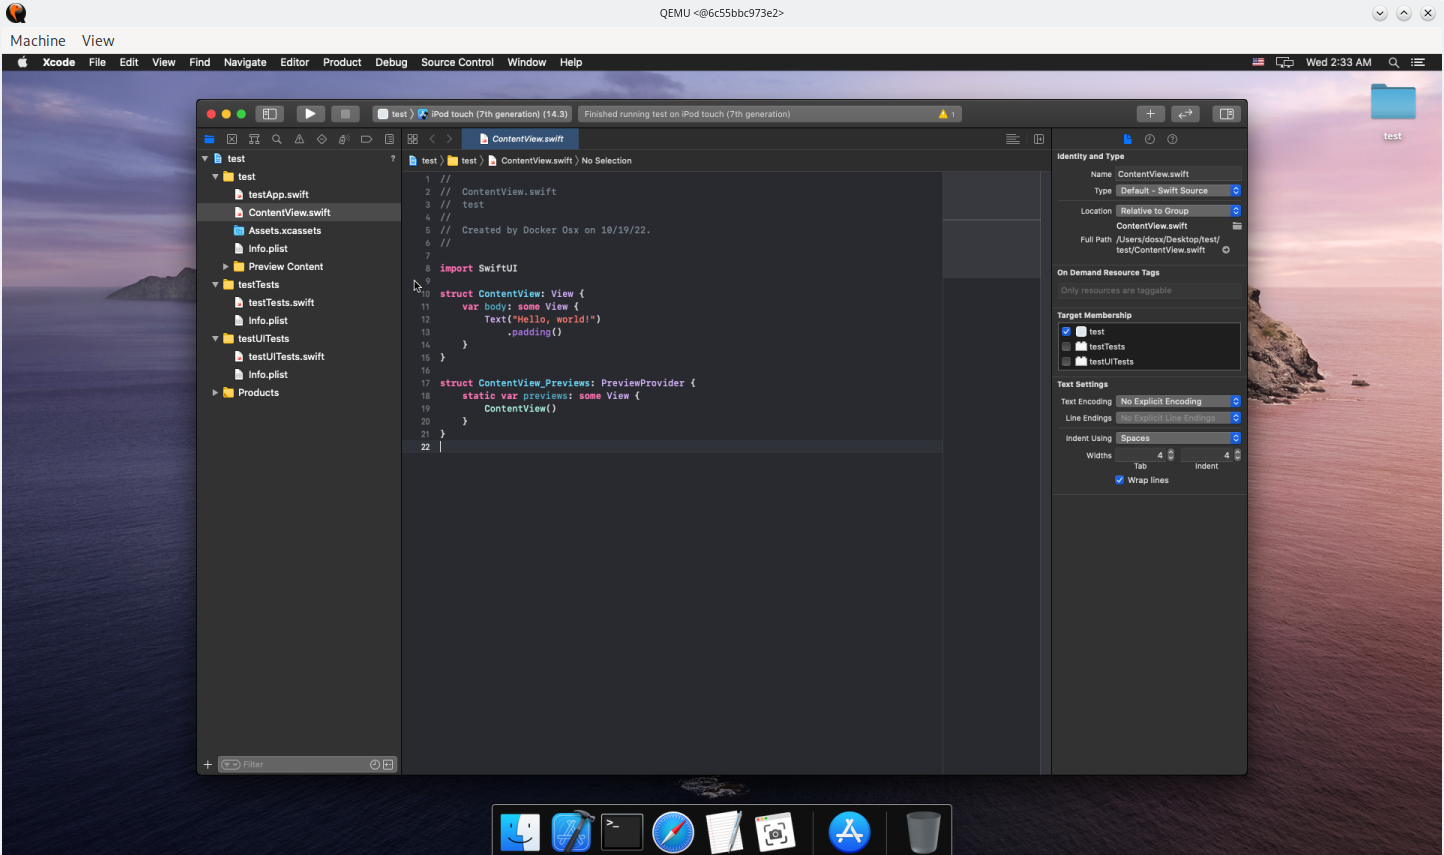 QEMU <@6c55bbc973e2>
Machine View
Xcode File Edit View Find Navigate Editor Product Debug Source Control Window Help
Wed 2:33 AM
test
test 〉 iPod touch (7th generation) (14.3)
Finished running test on iPod touch (7th generation)
1
ContentView.swift
test 〉 test 〉 ContentView.swift 〉 No Selection
test
?
test
testApp.swift
ContentView.swift
Assets.xcassets
Info.plist
Preview Content
testTests
testTests.swift
Info.plist
testUITests
testUITests.swift
Info.plist
Products
Filter
1 //
2 // ContentView.swift
3 // test
4 //
5 // Created by Docker Osx on 10/19/22.
6 //
7
8 import SwiftUI
9
10 struct ContentView: View {
11 var body: some View {
12 Text("Hello, world!")
13 .padding()
14 }
15 }
16
17 struct ContentView_Previews: PreviewProvider {
18 static var previews: some View {
19 ContentView()
20 }
21 }
22
Identity and Type
Name ContentView.swift
Type Default - Swift Source
Location Relative to Group
ContentView.swift
Full Path /Users/dosx/Desktop/test/
test/ContentView.swift
On Demand Resource Tags
Only resources are taggable
Target Membership
test
testTests
testUITests
Text Settings
Text Encoding No Explicit Encoding
Line Endings No Explicit Line Endings
Indent Using Spaces
Widths 4 4
Tab Indent
Wrap lines
>_